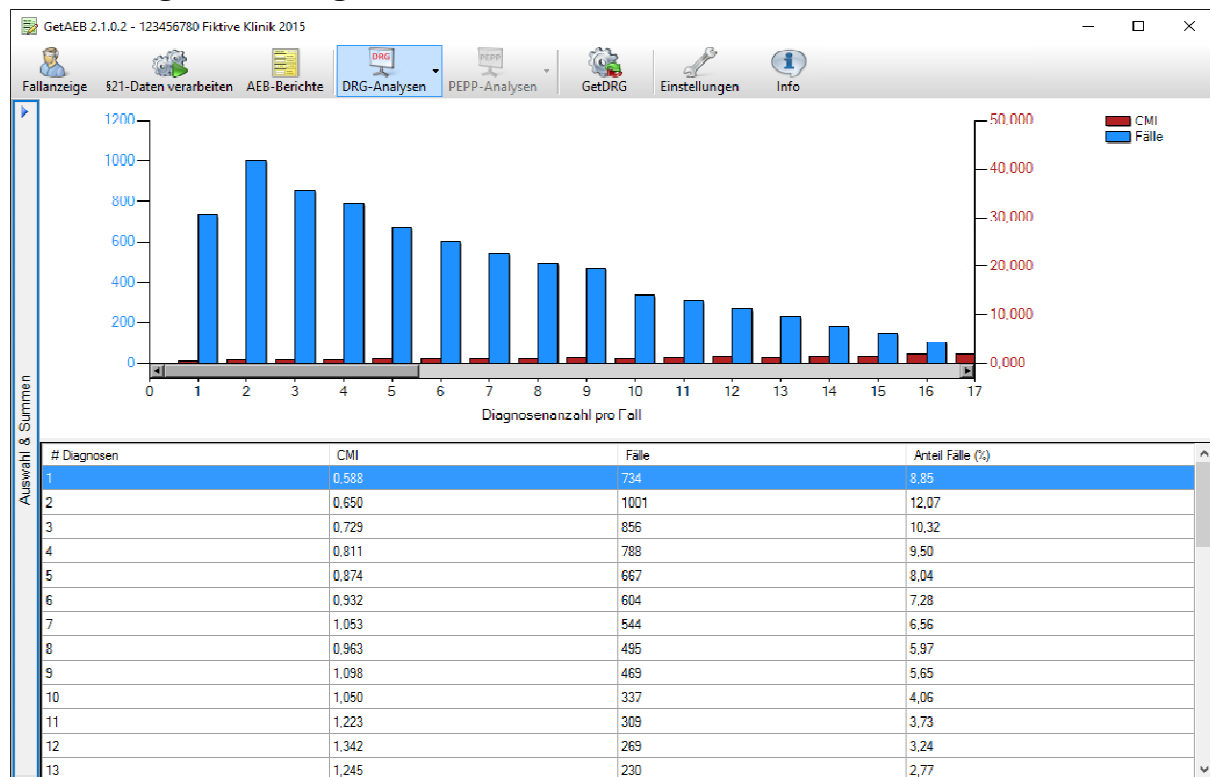 GetAEB 2.1.0.2 - 123456780 Fiktive Klinik 2015
Fallanzeige §21-Daten verarbeiten AEB-Berichte DRG-Analysen PEPP-Analysen GetDRG Einstellungen Info
DRG PEPP
Auswahl & Summen
1200 50,000
1000 40,000
800 30,000
600 20,000
400 10,000
200 0,000
0
CMI
Fälle
0 1 2 3 4 5 6 7 8 9 10 11 12 13 14 15 16 17
Diagnosenanzahl pro Fall
# Diagnosen CMI Fälle Anteil Fälle (%)
1 0,588 734 8,85
2 0,650 1001 12,07
3 0,729 856 10,32
4 0,811 788 9,50
5 0,874 667 8,04
6 0,932 604 7,28
7 1,053 544 6,56
8 0,963 495 5,97
9 1,098 469 5,65
10 1,050 337 4,06
11 1,223 309 3,73
12 1,342 269 3,24
13 1,245 230 2,77